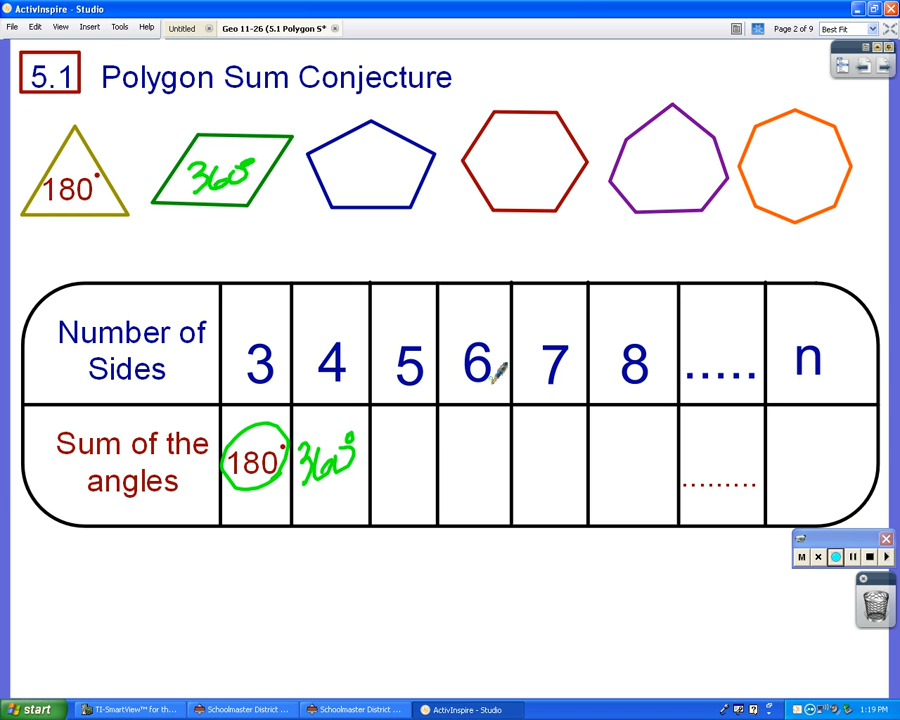 ActivInspire - Studio
File Edit View Insert Tools Help
Untitled
Geo 11-26 (5.1 Polygon S*
Page 2 of 9
Best Fit
5.1 Polygon Sum Conjecture
180°
360°
Number of Sides 3 4 5 6 7 8 ..... n
Sum of the angles 180° 360° .........
M
start
TI-SmartView™ for th...
Schoolmaster District ...
Schoolmaster District ...
ActivInspire - Studio
1:19 PM